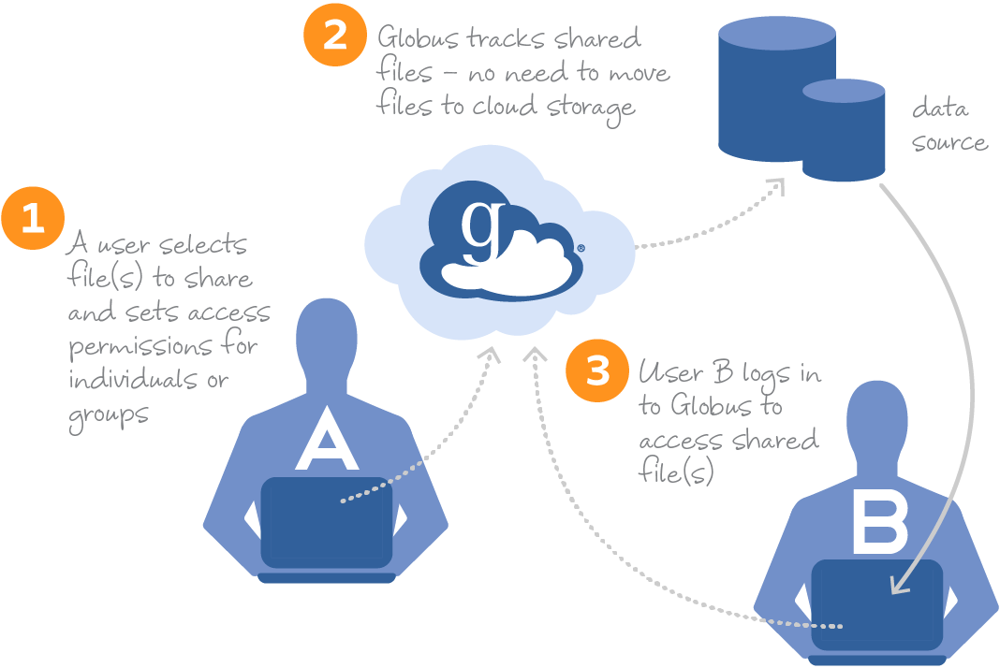 1
A user selects
file(s) to share
and sets access
permissions for
individuals or
groups
2
Globus tracks shared
files – no need to move
files to cloud storage
data
source
g
®
3
User B logs in
to Globus to
access shared
file(s)
A
B